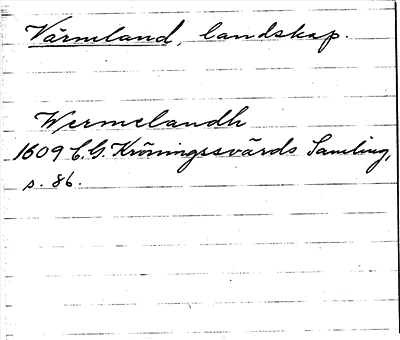 Värmland, landskap.
Wermelandh
1609 C. G. Kröningssvärds Samling,
s. 86.